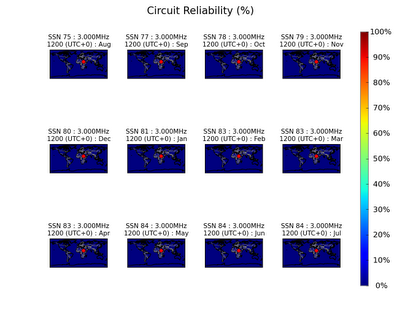 Circuit Reliability (%)
SSN 75 : 3.000MHz
1200 (UTC+0) : Aug
SSN 77 : 3.000MHz
1200 (UTC+0) : Sep
SSN 78 : 3.000MHz
1200 (UTC+0) : Oct
SSN 79 : 3.000MHz
1200 (UTC+0) : Nov
SSN 80 : 3.000MHz
1200 (UTC+0) : Dec
SSN 81 : 3.000MHz
1200 (UTC+0) : Jan
SSN 83 : 3.000MHz
1200 (UTC+0) : Feb
SSN 83 : 3.000MHz
1200 (UTC+0) : Mar
SSN 83 : 3.000MHz
1200 (UTC+0) : Apr
SSN 84 : 3.000MHz
1200 (UTC+0) : May
SSN 84 : 3.000MHz
1200 (UTC+0) : Jun
SSN 84 : 3.000MHz
1200 (UTC+0) : Jul
100%
90%
80%
70%
60%
50%
40%
30%
20%
10%
0%